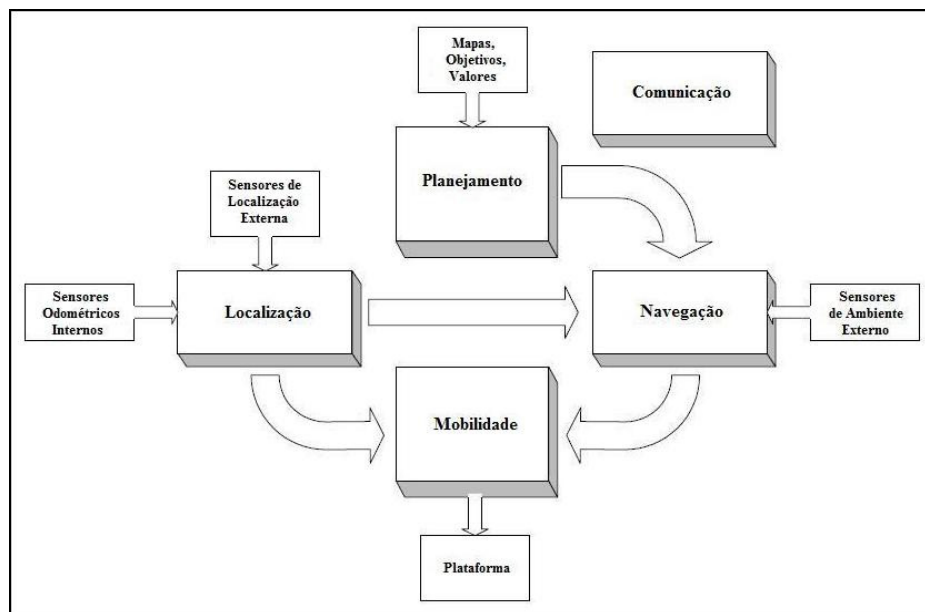 Mapas,
Objetivos,
Valores
Comunicação
Planejamento
Sensores de
Localização
Externa
Sensores
Odométricos
Internos
Localização
Navegação
Sensores
de Ambiente
Externo
Mobilidade
Plataforma